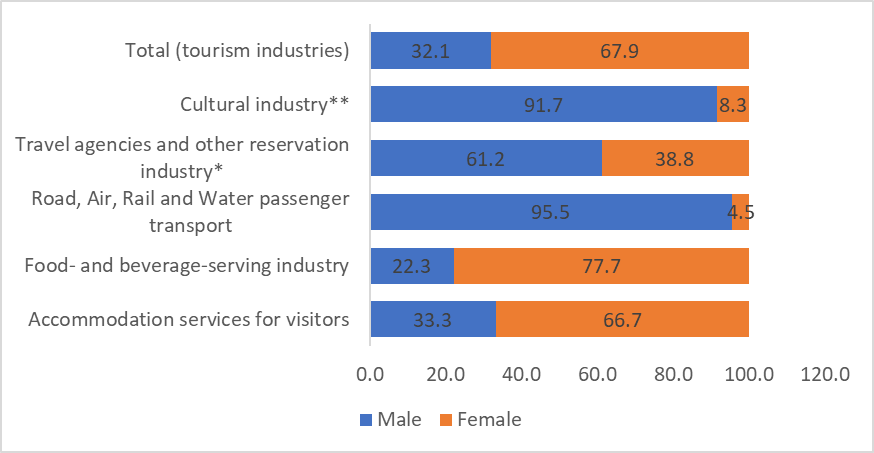 Total (tourism industries)
32.1 67.9
Cultural industry**
91.7 8.3
Travel agencies and other reservation
industry*
61.2 38.8
Road, Air, Rail and Water passenger
transport
95.5 4.5
Food- and beverage-serving industry
22.3 77.7
Accommodation services for visitors
33.3 66.7
0.0 20.0 40.0 60.0 80.0 100.0 120.0
Male Female